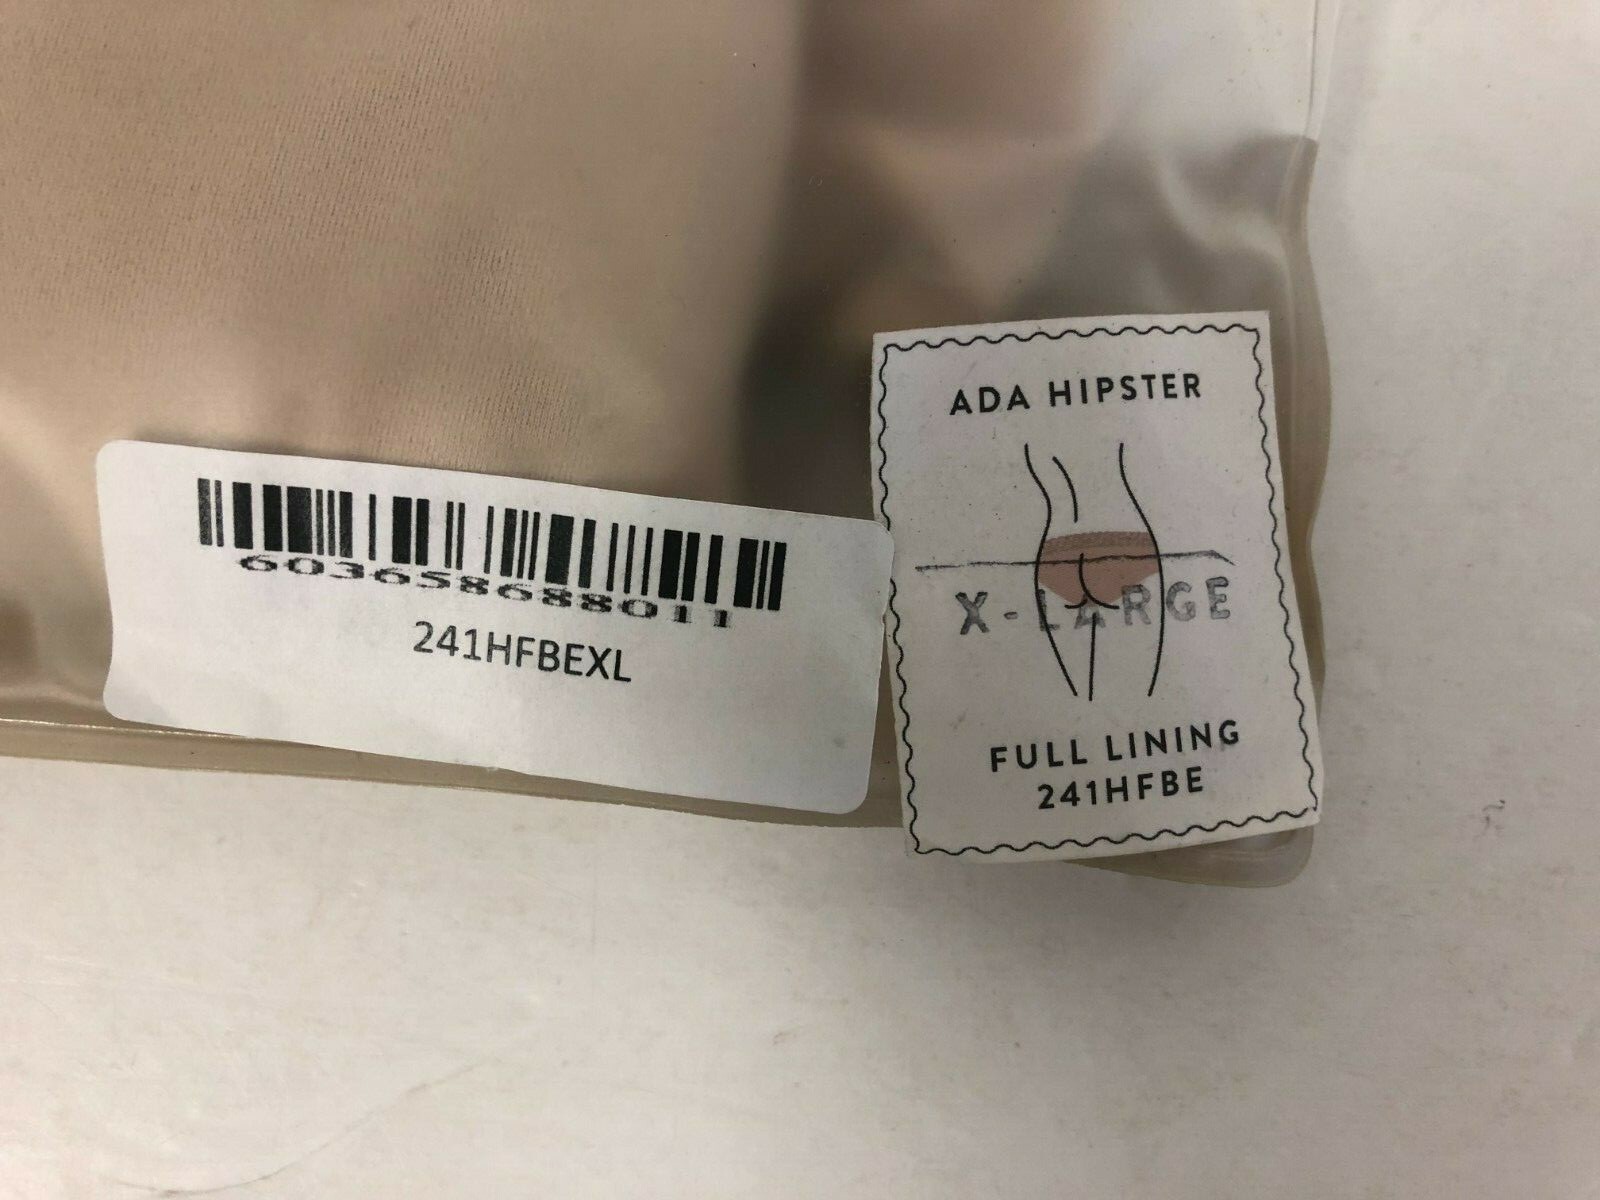 603658688011
241HFBEXL
ADA HIPSTER
X-LARGE
FULL LINING
241HFBE